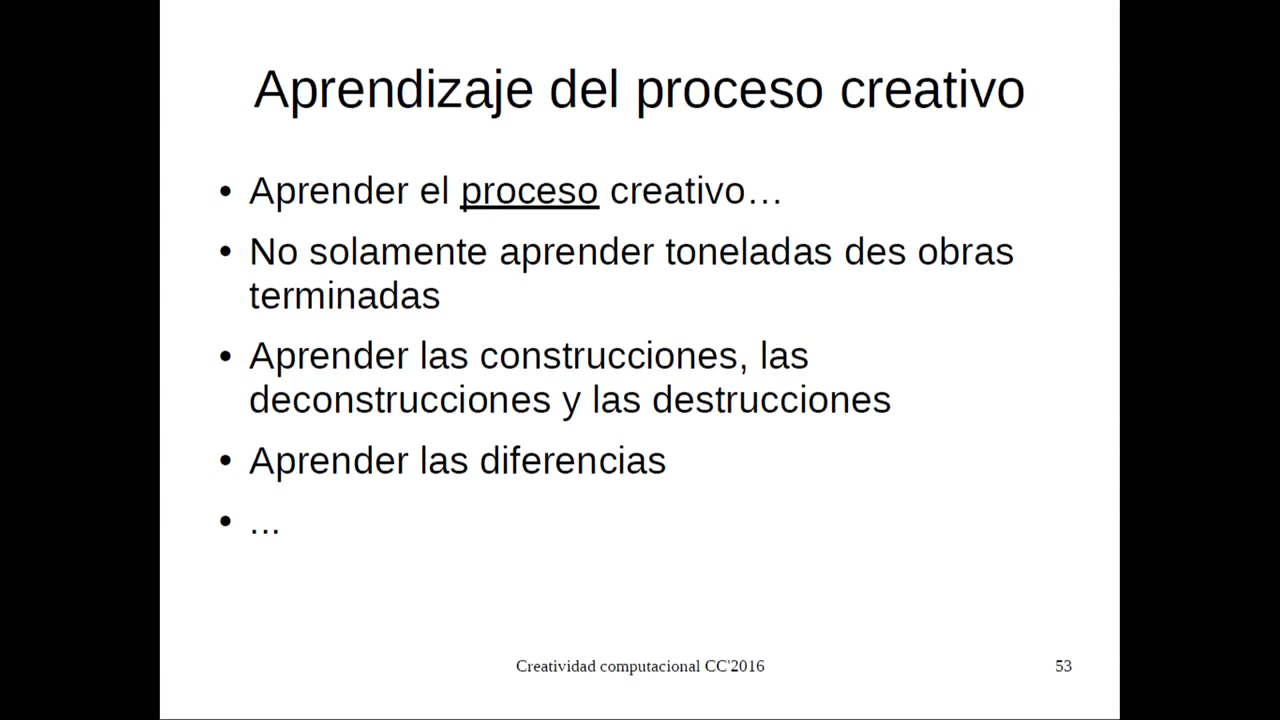 Aprendizaje del proceso creativo
• Aprender el proceso creativo…
• No solamente aprender toneladas des obras
terminadas
• Aprender las construcciones, las
deconstrucciones y las destrucciones
• Aprender las diferencias
• ...
Creatividad computacional CC'2016
53